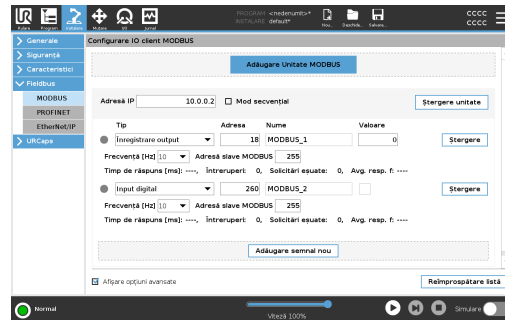 PROGRAM <nedenumit>*
INSTALARE default*
Rulare Program Instalare Mutare I/O Jurnal Nou... Deschide... Salvare...
CCCC
CCCC
Generale
Siguranță
Caracteristici
Fieldbus
MODBUS
PROFINET
EtherNet/IP
URCaps
Configurare IO client MODBUS
Adăugare Unitate MODBUS
Adresă IP 10.0.0.2 Mod secvențial Ștergere unitate
Tip Adresa Nume Valoare
Înregistrare output 18 MODBUS_1 0 Ștergere
Frecvență [Hz] 10 Adresă slave MODBUS 255
Timp de răspuns [ms]: ----, Întreruperi: 0, Solicitări eșuate: 0, Avg. resp. f: ----
Input digital 260 MODBUS_2 Ștergere
Frecvență [Hz] 10 Adresă slave MODBUS 255
Timp de răspuns [ms]: ----, Întreruperi: 0, Solicitări eșuate: 0, Avg. resp. f: ----
Adăugare semnal nou
Afișare opțiuni avansate Reîmprospătare listă
Normal Viteză 100% Simulare